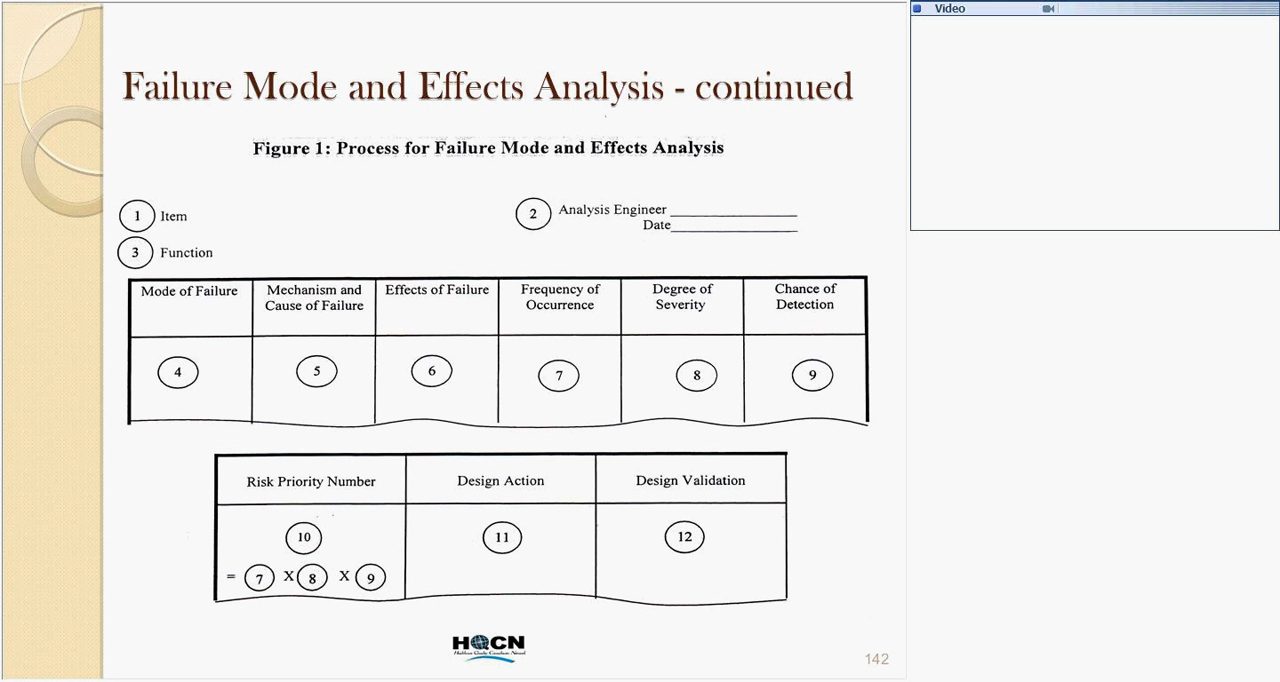 Video
Failure Mode and Effects Analysis - continued
Figure 1: Process for Failure Mode and Effects Analysis
1 Item
2 Analysis Engineer
Date
3 Function
Mode of Failure
Mechanism and
Cause of Failure
Effects of Failure
Frequency of
Occurrence
Degree of
Severity
Chance of
Detection
4
5
6
7
8
9
Risk Priority Number
Design Action
Design Validation
10
11
12
= 7 X 8 X 9
HQCN
142